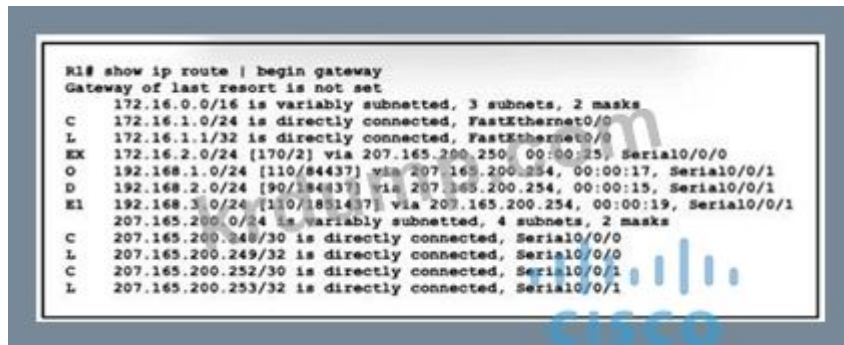 R1# show ip route | begin gateway
Gateway of last resort is not set
172.16.0.0/16 is variably subnetted, 3 subnets, 2 masks
C 172.16.1.0/24 is directly connected, FastEthernet0/0
L 172.16.1.1/32 is directly connected, FastEthernet0/0
EX 172.16.2.0/24 [170/2] via 207.165.200.250, 00:00:25, Serial0/0/0
O 192.168.1.0/24 [110/84437] via 207.165.200.254, 00:00:17, Serial0/0/1
D 192.168.2.0/24 [90/184437] via 207.165.200.254, 00:00:15, Serial0/0/1
E1 192.168.3.0/24 [110/1851437] via 207.165.200.254, 00:00:19, Serial0/0/1
207.165.200.0/24 is variably subnetted, 4 subnets, 2 masks
C 207.165.200.248/30 is directly connected, Serial0/0/0
L 207.165.200.249/32 is directly connected, Serial0/0/0
C 207.165.200.252/30 is directly connected, Serial0/0/1
L 207.165.200.253/32 is directly connected, Serial0/0/1
krdump.com
CISCO